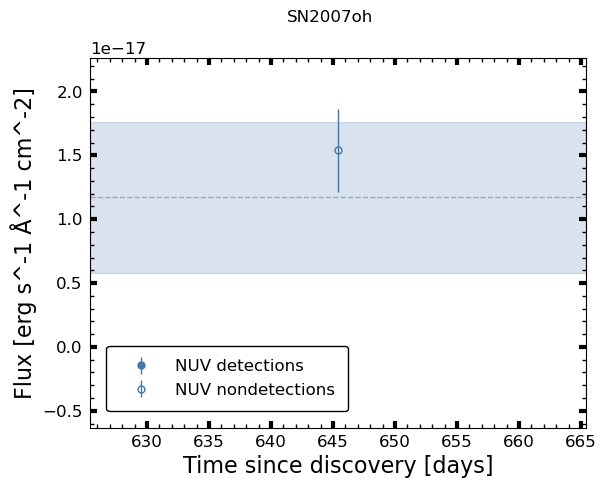 SN2007oh
1e−17
2.0
1.5
1.0
0.5
0.0
−0.5
Flux [erg s^-1 Å^-1 cm^-2]
NUV detections
NUV nondetections
630 635 640 645 650 655 660 665
Time since discovery [days]